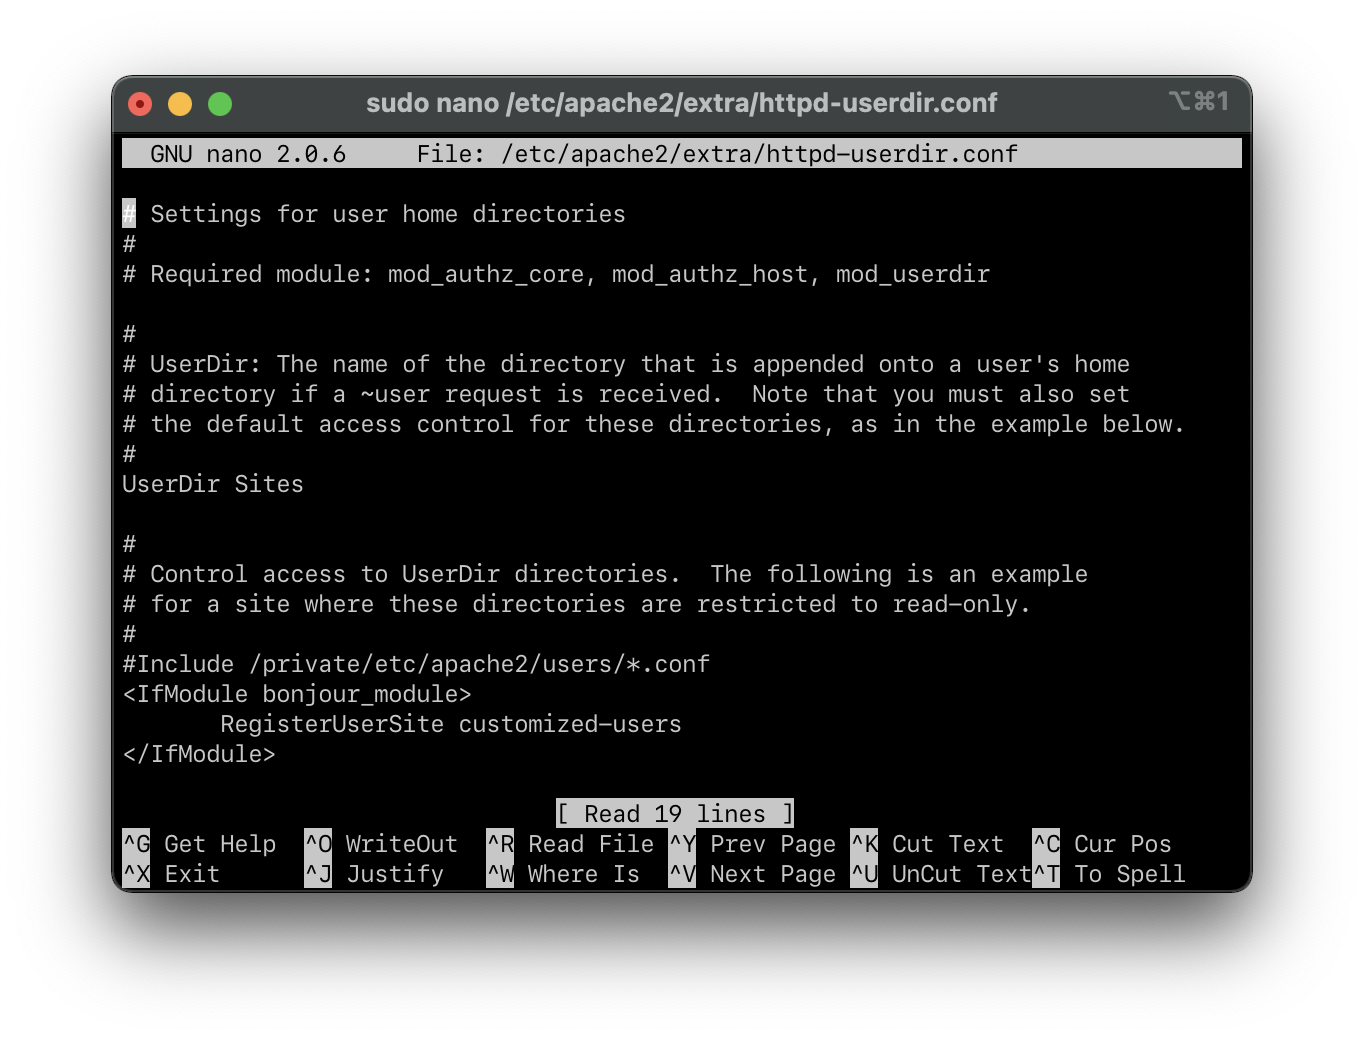 sudo nano /etc/apache2/extra/httpd-userdir.conf ⌥⌘1
GNU nano 2.0.6 File: /etc/apache2/extra/httpd-userdir.conf
# Settings for user home directories
#
# Required module: mod_authz_core, mod_authz_host, mod_userdir
#
# UserDir: The name of the directory that is appended onto a user's home
# directory if a ~user request is received.  Note that you must also set
# the default access control for these directories, as in the example below.
#
UserDir Sites
#
# Control access to UserDir directories.  The following is an example
# for a site where these directories are restricted to read-only.
#
#Include /private/etc/apache2/users/*.conf
<IfModule bonjour_module>
       RegisterUserSite customized-users
</IfModule>
[ Read 19 lines ]
^G Get Help ^O WriteOut ^R Read File ^Y Prev Page ^K Cut Text ^C Cur Pos
^X Exit ^J Justify ^W Where Is ^V Next Page ^U UnCut Text ^T To Spell